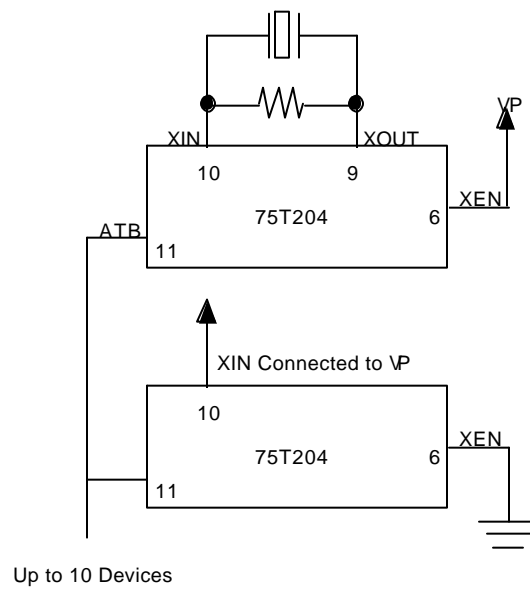 VP
XIN
XOUT
10
9
75T204
6
XEN
ATB
11
XIN Connected to VP
10
75T204
6
XEN
11
Up to 10 Devices